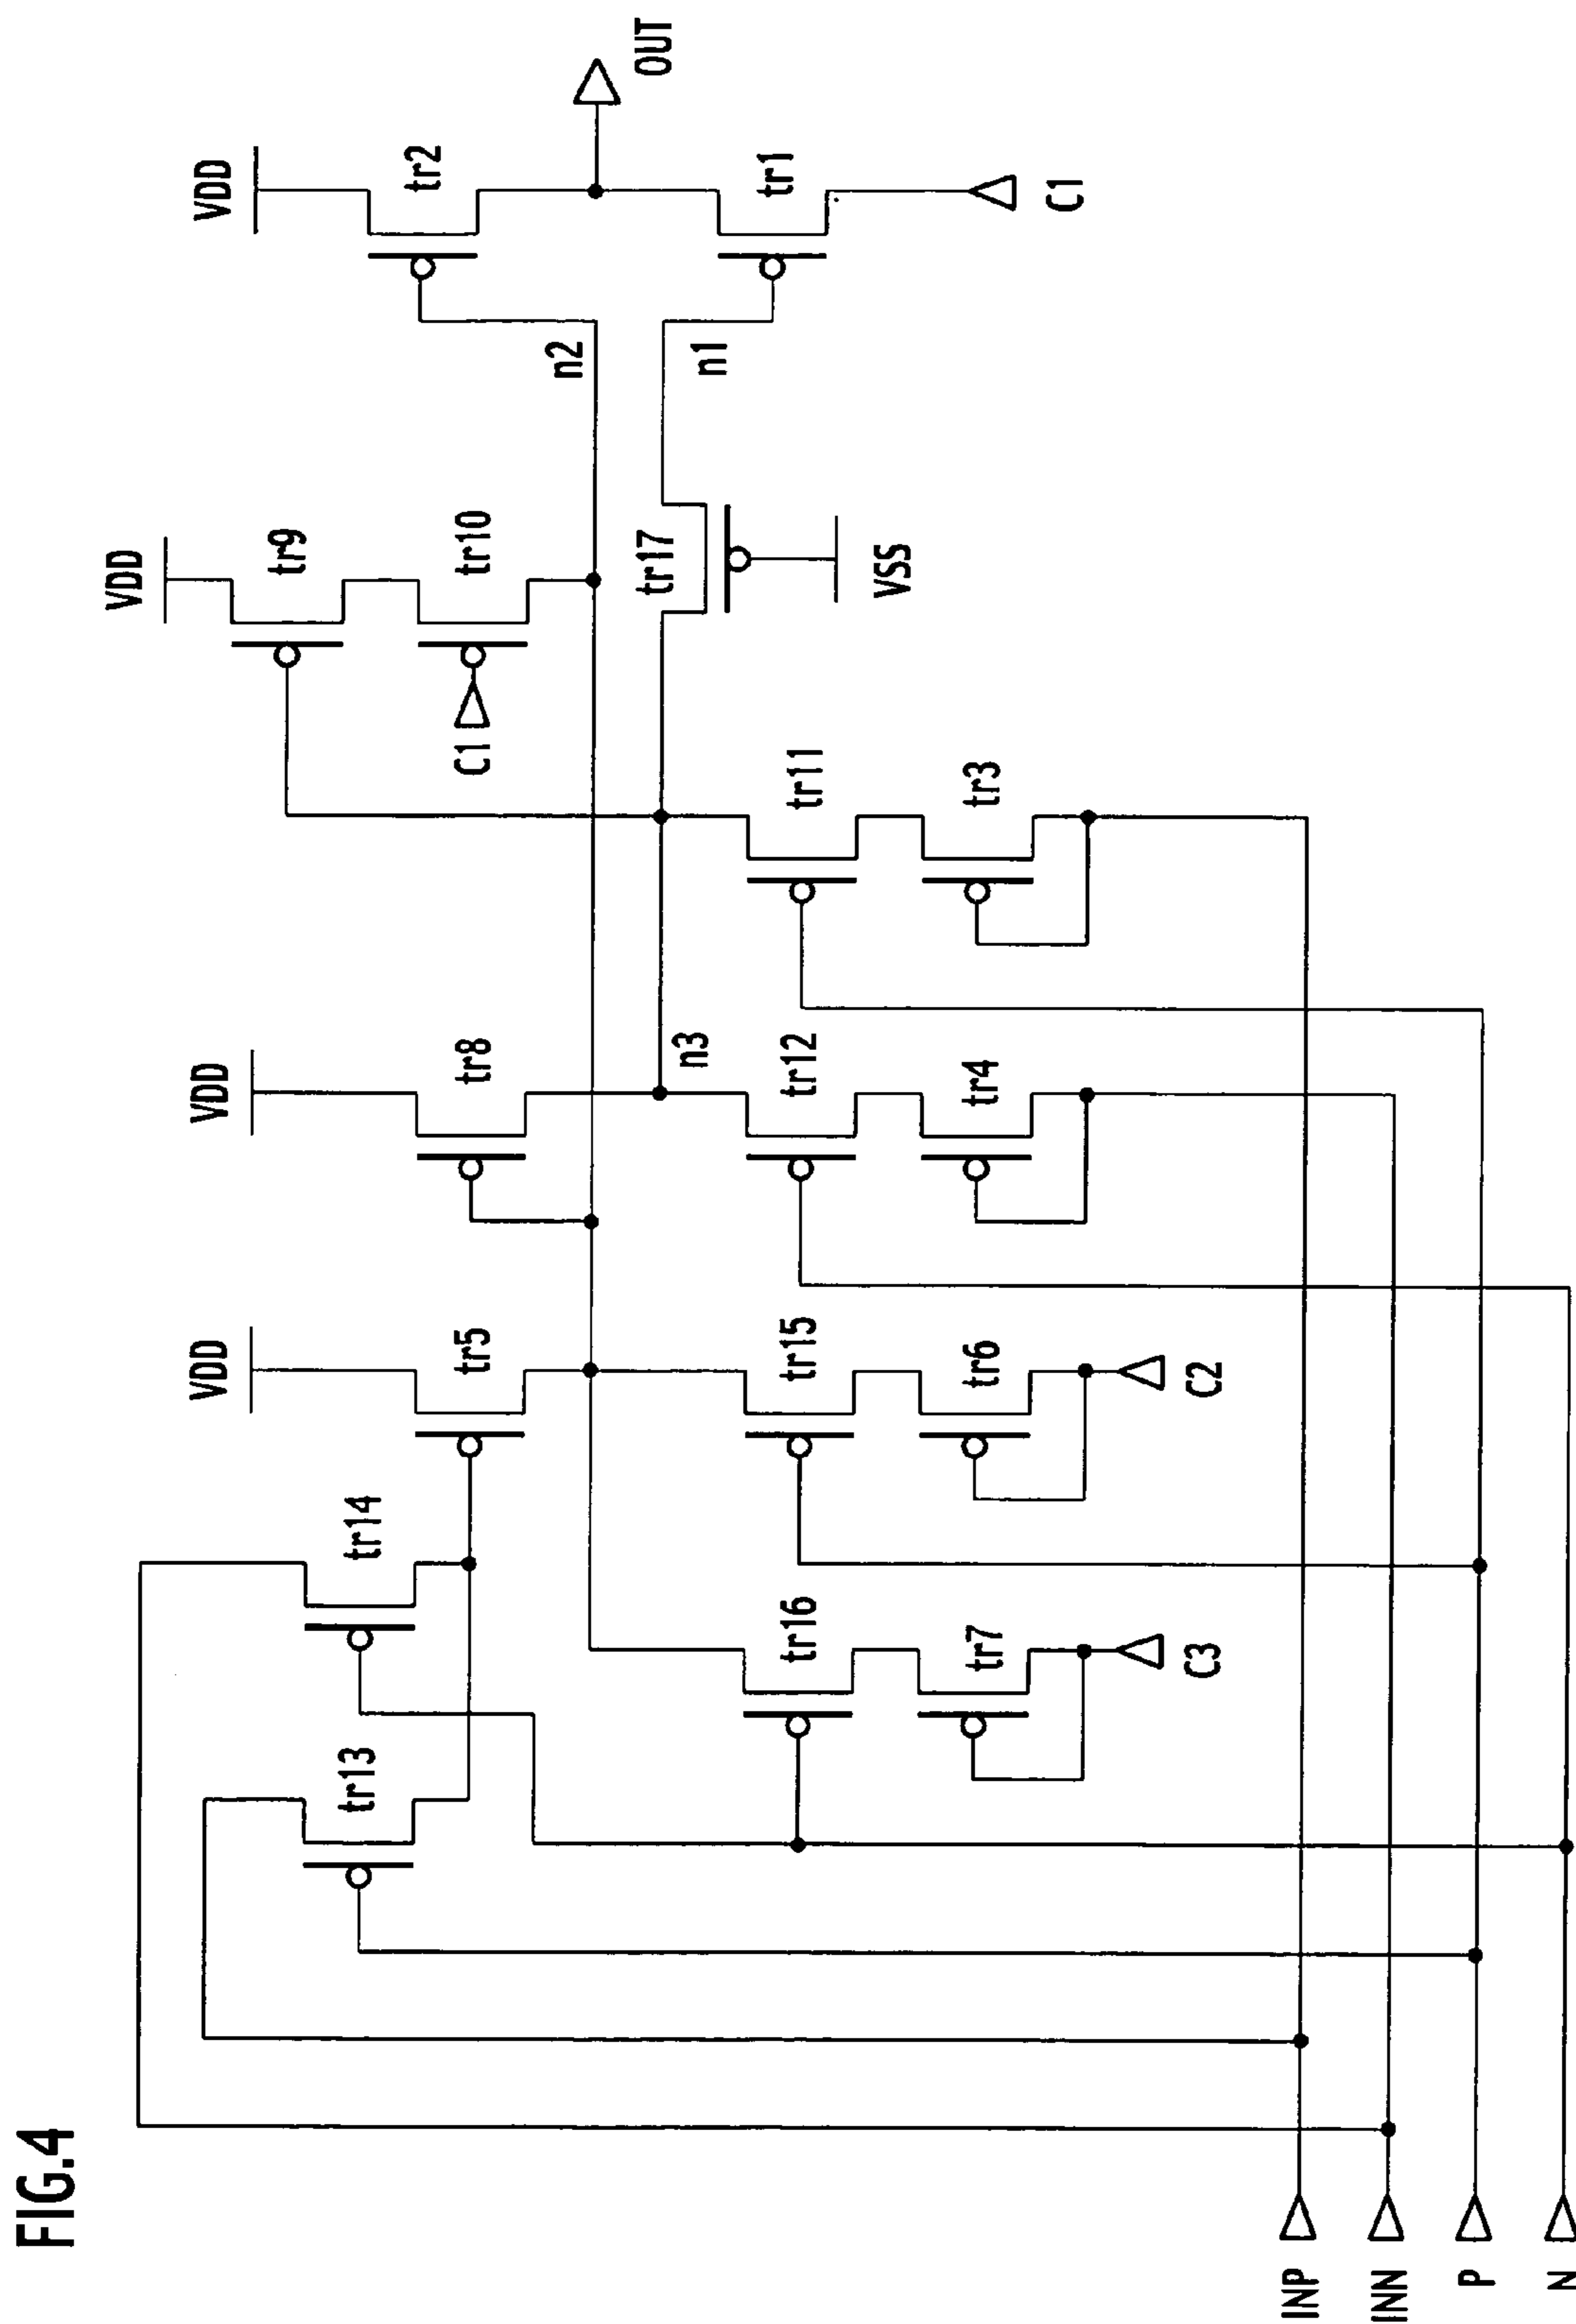 FIG.4
VDD
VDD
VDD
VDD
tr13
tr14
tr5
tr8
tr9
C1
tr10
tr2
n2
OUT
tr16
tr15
n3
tr12
tr11
tr17
n1
tr1
tr7
tr6
tr4
tr3
VSS
C3
C2
C1
INP
INN
P
N